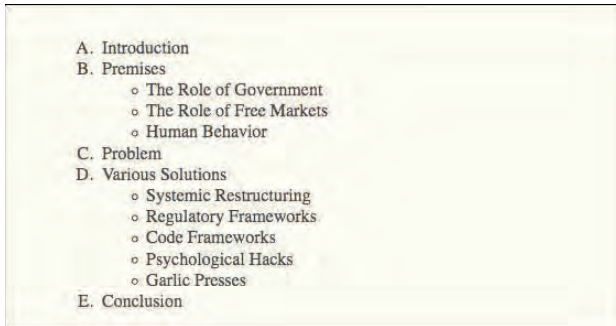 A. Introduction
B. Premises
○ The Role of Government
○ The Role of Free Markets
○ Human Behavior
C. Problem
D. Various Solutions
○ Systemic Restructuring
○ Regulatory Frameworks
○ Code Frameworks
○ Psychological Hacks
○ Garlic Presses
E. Conclusion